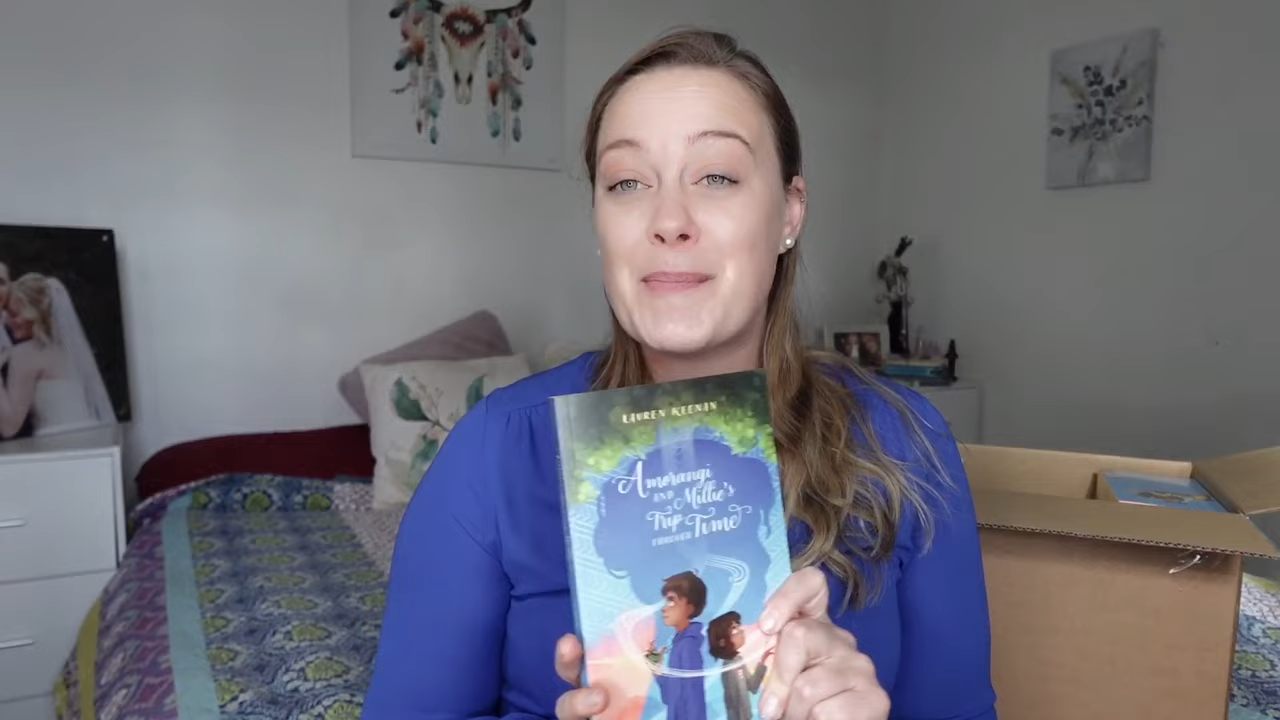 LAUREN KEENAN
Amorangi
AND Millie's
Trip
THROUGH Time